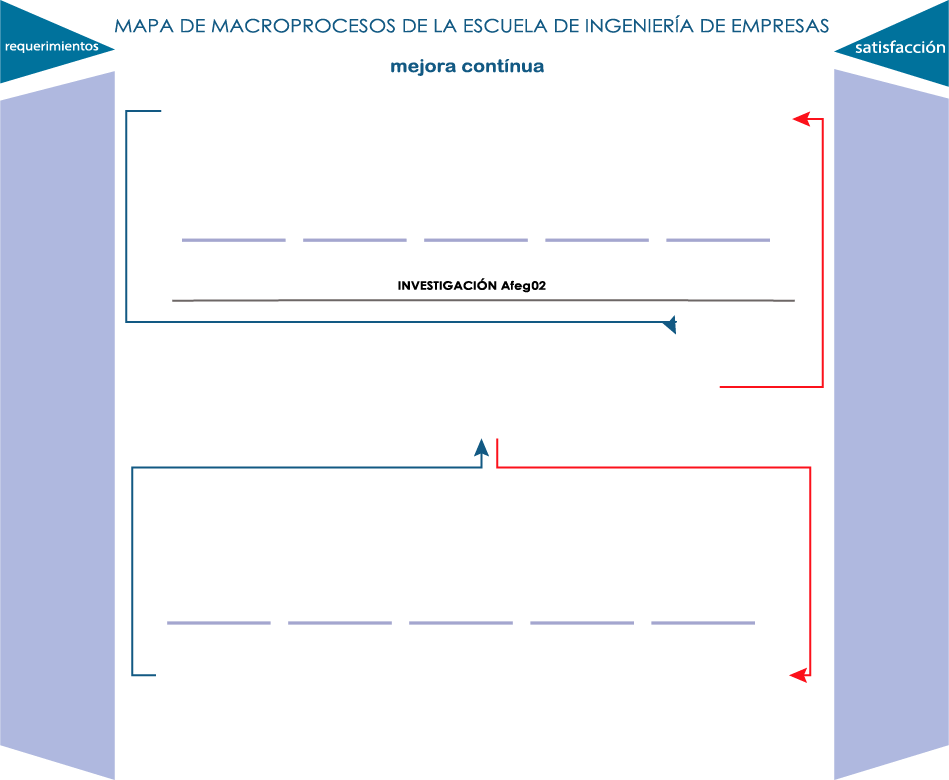 MAPA DE MACROPROCESOS DE LA ESCUELA DE INGENIERÍA DE EMPRESAS
requerimientos
satisfacción
mejora contínua
INVESTIGACIÓN Afeg02